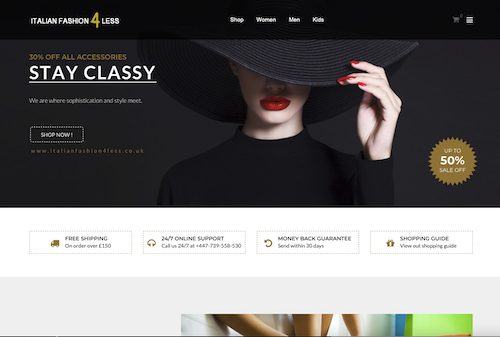 ITALIAN FASHION 4 LESS
Shop Women Men Kids
30% OFF ALL ACCESSORIES
STAY CLASSY
We are where sophistication and style meet.
SHOP NOW !
www.italianfashion4less.co.uk
UP TO
50%
SALE OFF
FREE SHIPPING
On order over £150
24/7 ONLINE SUPPORT
Call us 24/7 at +447-739-558-530
MONEY BACK GUARANTEE
Send within 30 days
SHOPPING GUIDE
View out shopping guide